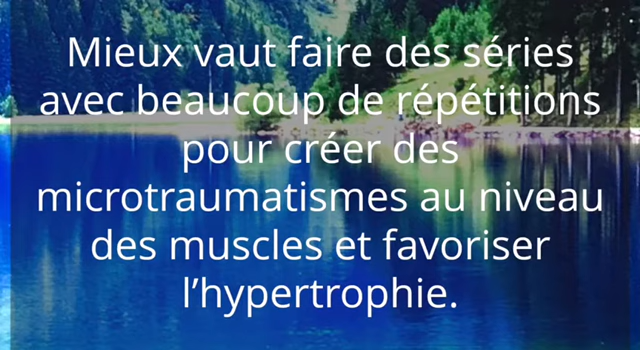 Mieux vaut faire des séries
avec beaucoup de répétitions
pour créer des
microtraumatismes au niveau
des muscles et favoriser
l’hypertrophie.